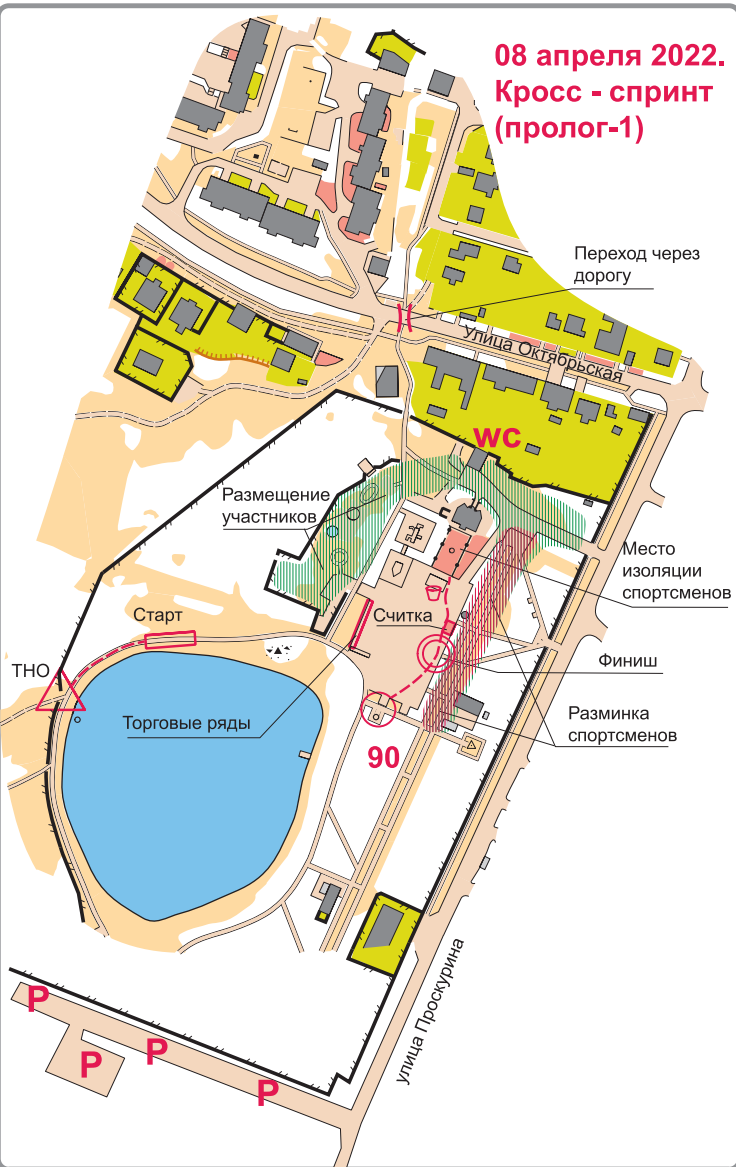 08 апреля 2022.
Кросс - спринт
(пролог-1)
Переход через
дорогу
Улица Октябрьская
wc
Размещение
участников
Место
изоляции
спортсменов
Старт
Считка
ТНО
Финиш
Торговые ряды
Разминка
спортсменов
90
улица Проскурина
P
P
P
P